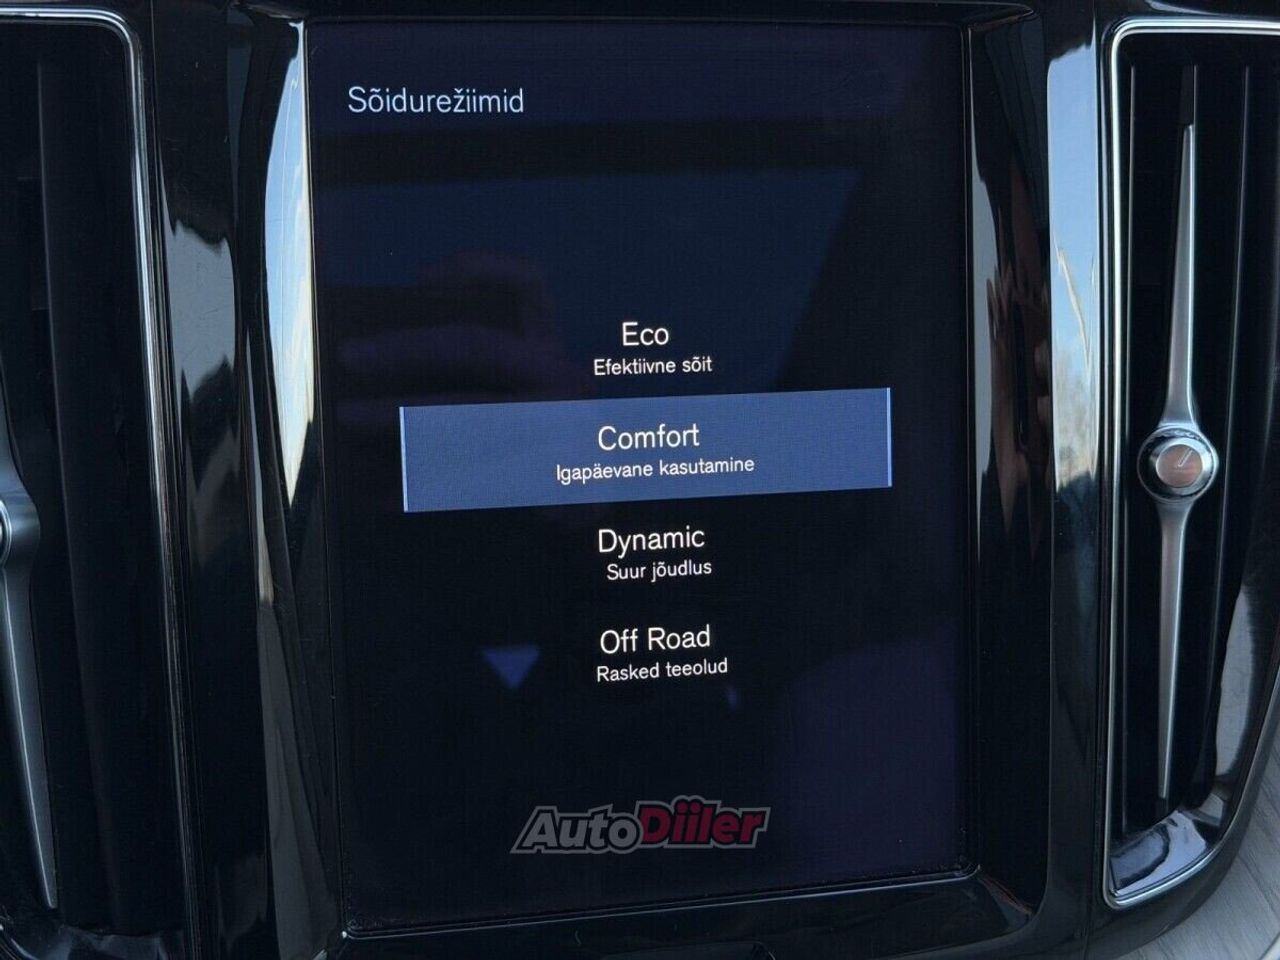 Sõidurežiimid
Eco
Efektiivne sõit
Comfort
Igapäevane kasutamine
Dynamic
Suur jõudlus
Off Road
Rasked teeolud
AutoDiiler